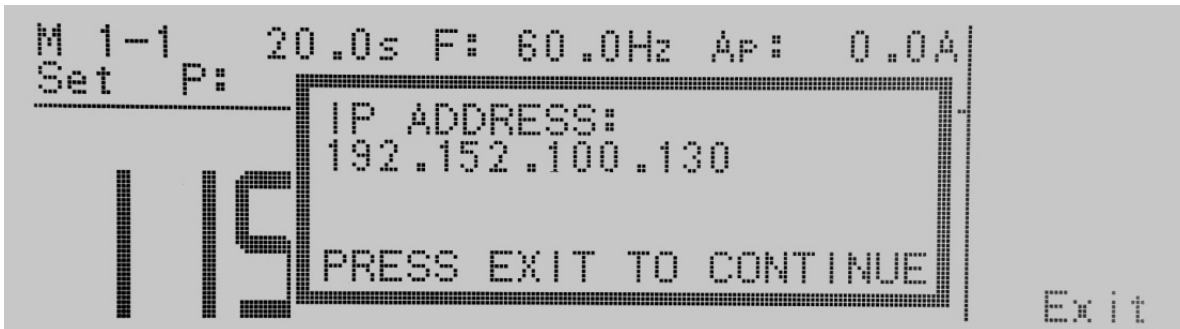 M 1-1 20.0s F: 60.0Hz Ap: 0.0A
Set P:
IP ADDRESS:
192.152.100.130
115
PRESS EXIT TO CONTINUE
Exit